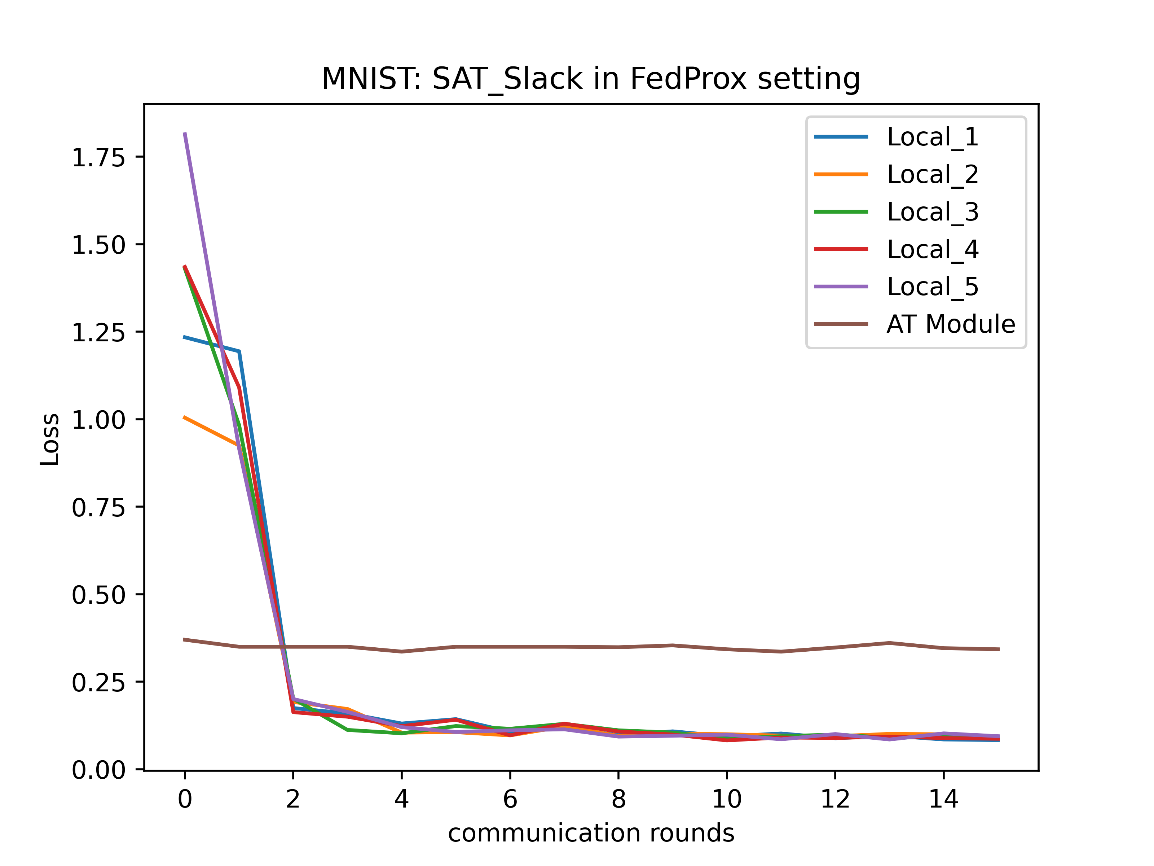 MNIST: SAT_Slack in FedProx setting
Local_1
Local_2
Local_3
Local_4
Local_5
AT Module
1.75
1.50
1.25
1.00
0.75
0.50
0.25
0.00
Loss
0 2 4 6 8 10 12 14
communication rounds